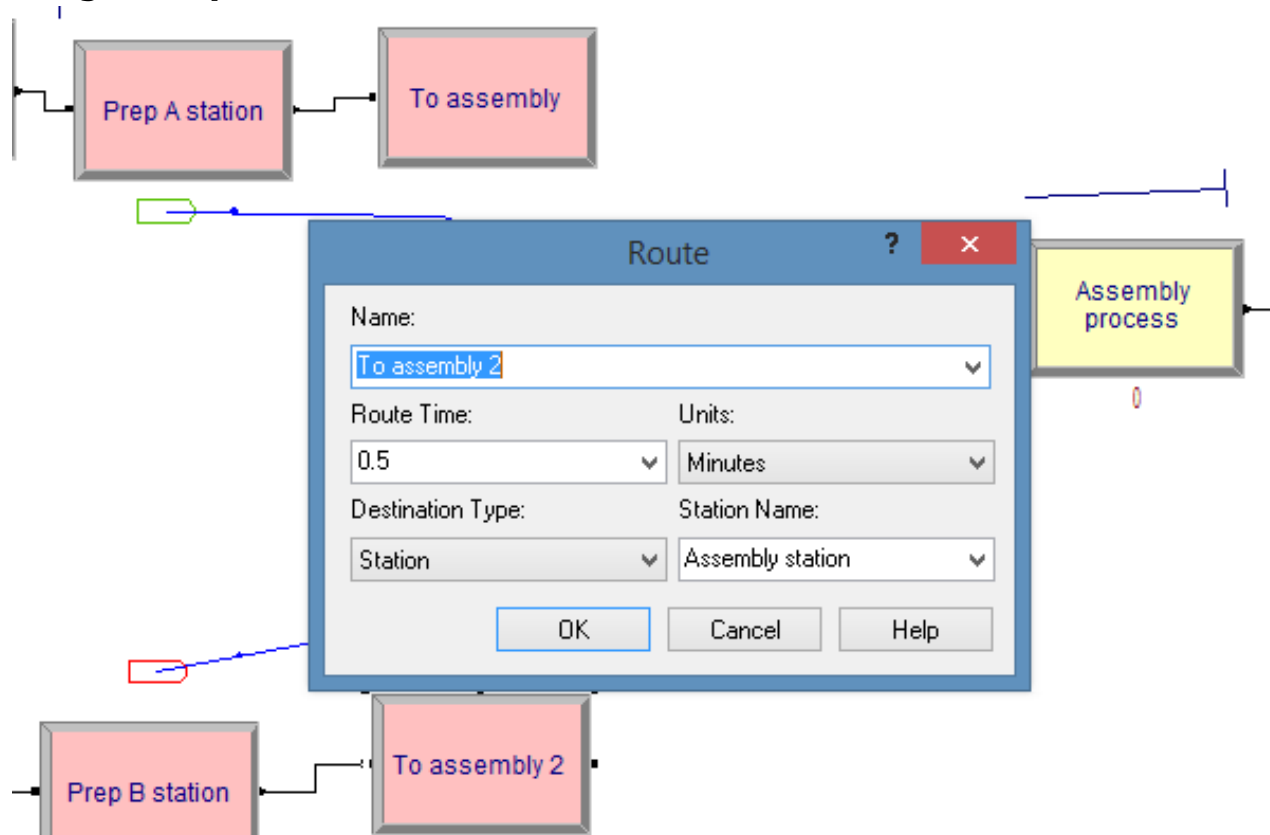 Prep A station
To assembly
Route
?
Name:
Assembly
process
To assembly 2
0
Route Time:
Units:
0.5
Minutes
Destination Type:
Station Name:
Station
Assembly station
OK
Cancel
Help
To assembly 2
Prep B station